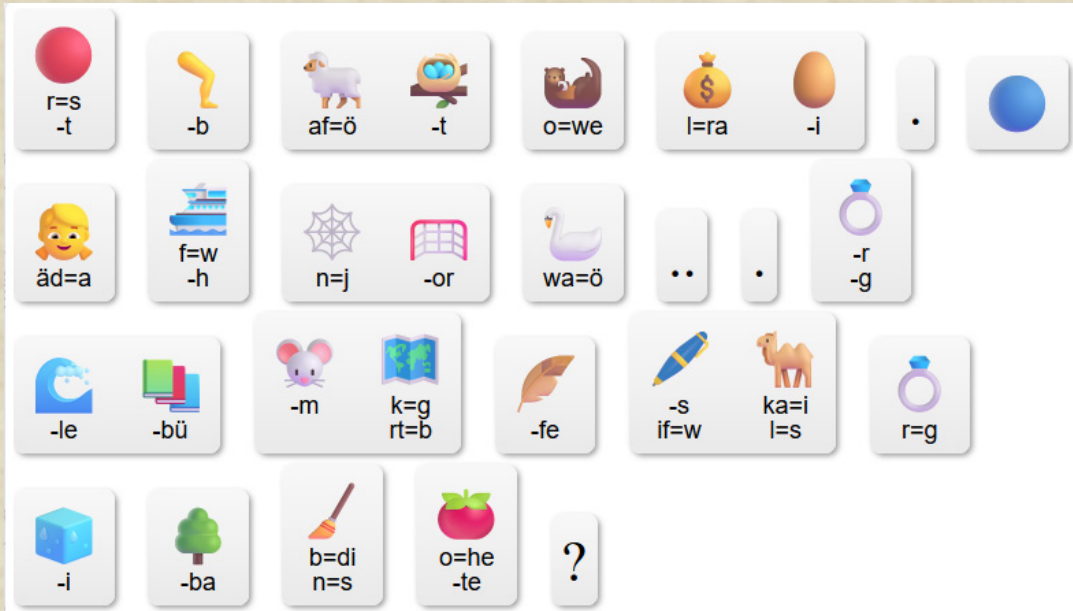 r=s af=ö o=we l=ra -i . 
-t -b -t
äd=a f=w n=j -or wa=ö .. . -r
-h -g
-le -bü -m k=g -fe -s ka=i r=g
rt=b if=w l=s
-i -ba b=di o=he ?
n=s -te